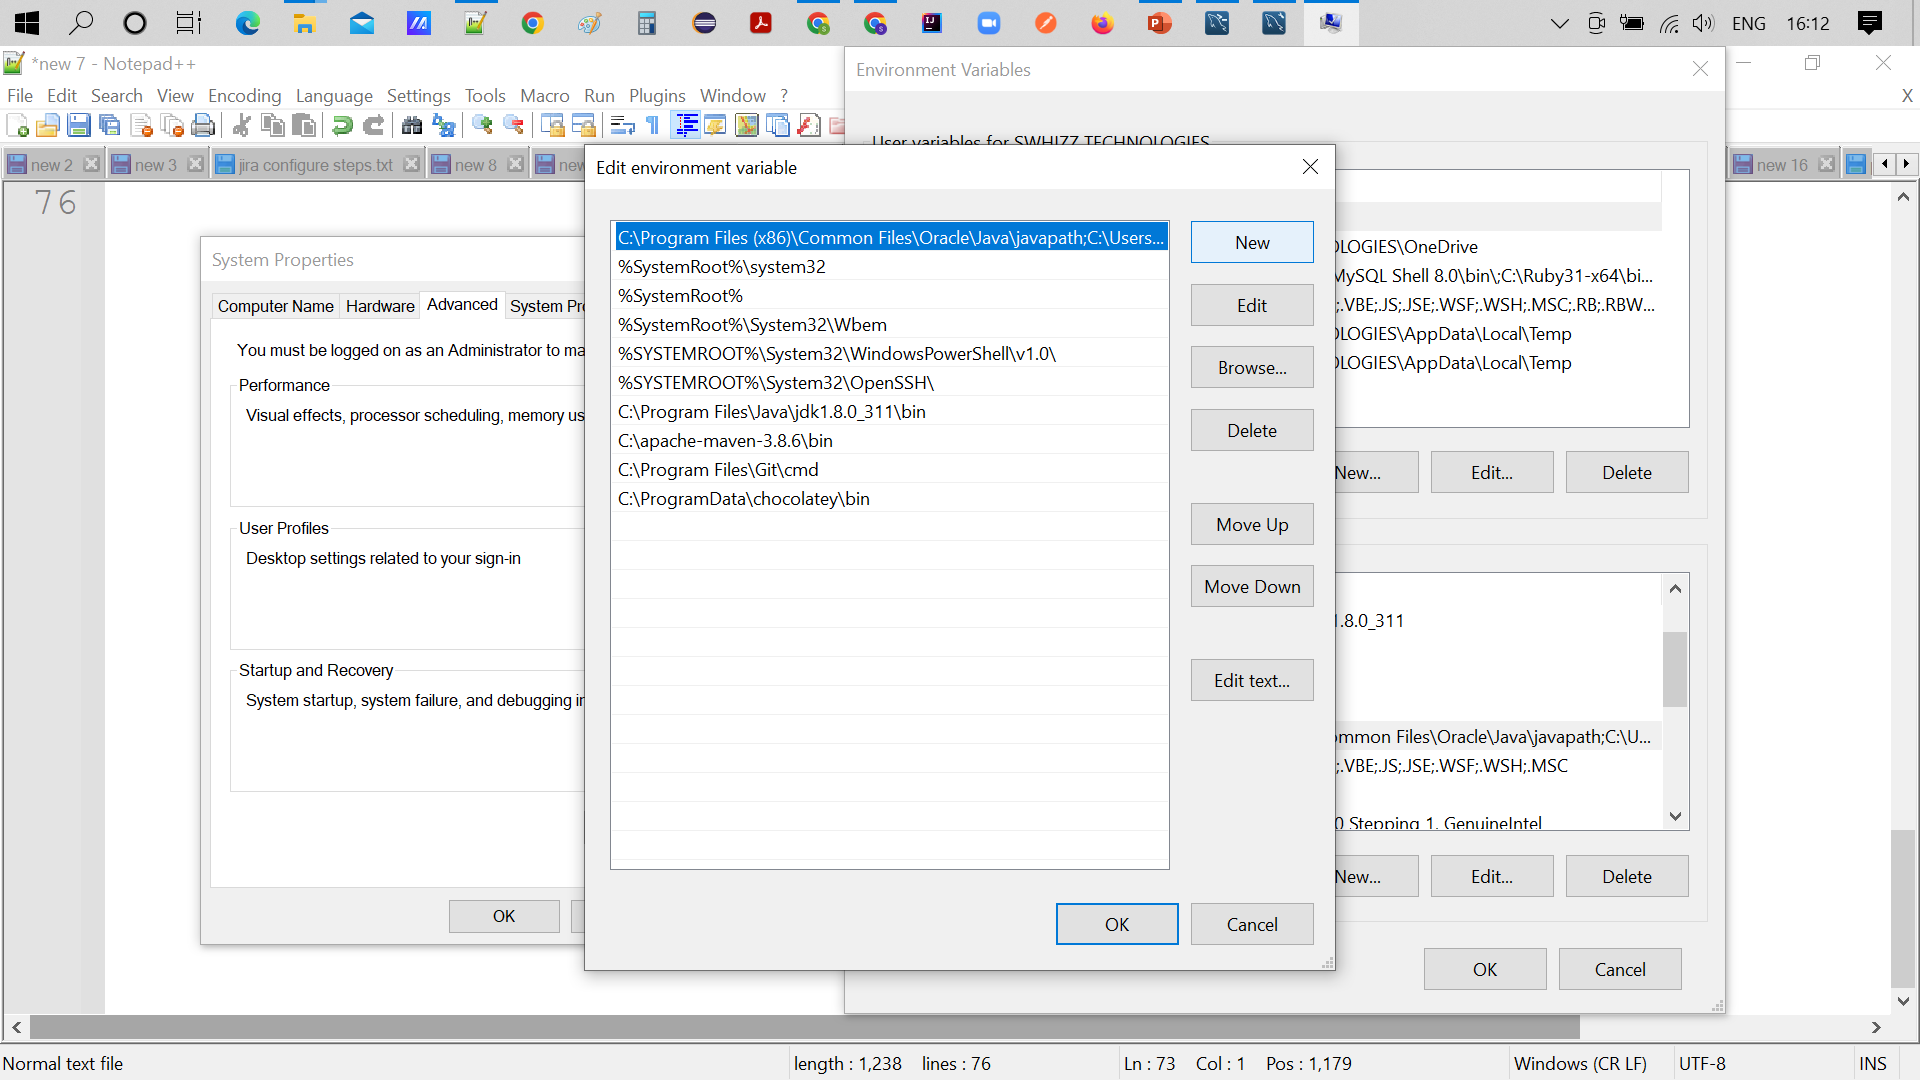 ENG 16:12
*new 7 - Notepad++
File Edit Search View Encoding Language Settings Tools Macro Run Plugins Window ?
X
new 2 new 3 jira configure steps.txt new 8 new
new 16
76
System Properties
Computer Name Hardware Advanced System Pr
You must be logged on as an Administrator to ma
Performance
Visual effects, processor scheduling, memory us
User Profiles
Desktop settings related to your sign-in
Startup and Recovery
System startup, system failure, and debugging in
OK
Environment Variables
User variables for SWHIZZ TECHNOLOGIES
OLOGIES\OneDrive
MySQL Shell 8.0\bin\;C:\Ruby31-x64\bi...
;.VBE;.JS;.JSE;.WSF;.WSH;.MSC;.RB;.RBW...
OLOGIES\AppData\Local\Temp
OLOGIES\AppData\Local\Temp
New... Edit... Delete
1.8.0_311
ommon Files\Oracle\Java\javapath;C:\U...
;.VBE;.JS;.JSE;.WSF;.WSH;.MSC
0 Stepping 1, GenuineIntel
New... Edit... Delete
OK Cancel
Edit environment variable
C:\Program Files (x86)\Common Files\Oracle\Java\javapath;C:\Users...
%SystemRoot%\system32
%SystemRoot%
%SystemRoot%\System32\Wbem
%SYSTEMROOT%\System32\WindowsPowerShell\v1.0\
%SYSTEMROOT%\System32\OpenSSH\
C:\Program Files\Java\jdk1.8.0_311\bin
C:\apache-maven-3.8.6\bin
C:\Program Files\Git\cmd
C:\ProgramData\chocolatey\bin
New
Edit
Browse...
Delete
Move Up
Move Down
Edit text...
OK Cancel
Normal text file length : 1,238 lines : 76 Ln : 73 Col : 1 Pos : 1,179 Windows (CR LF) UTF-8 INS